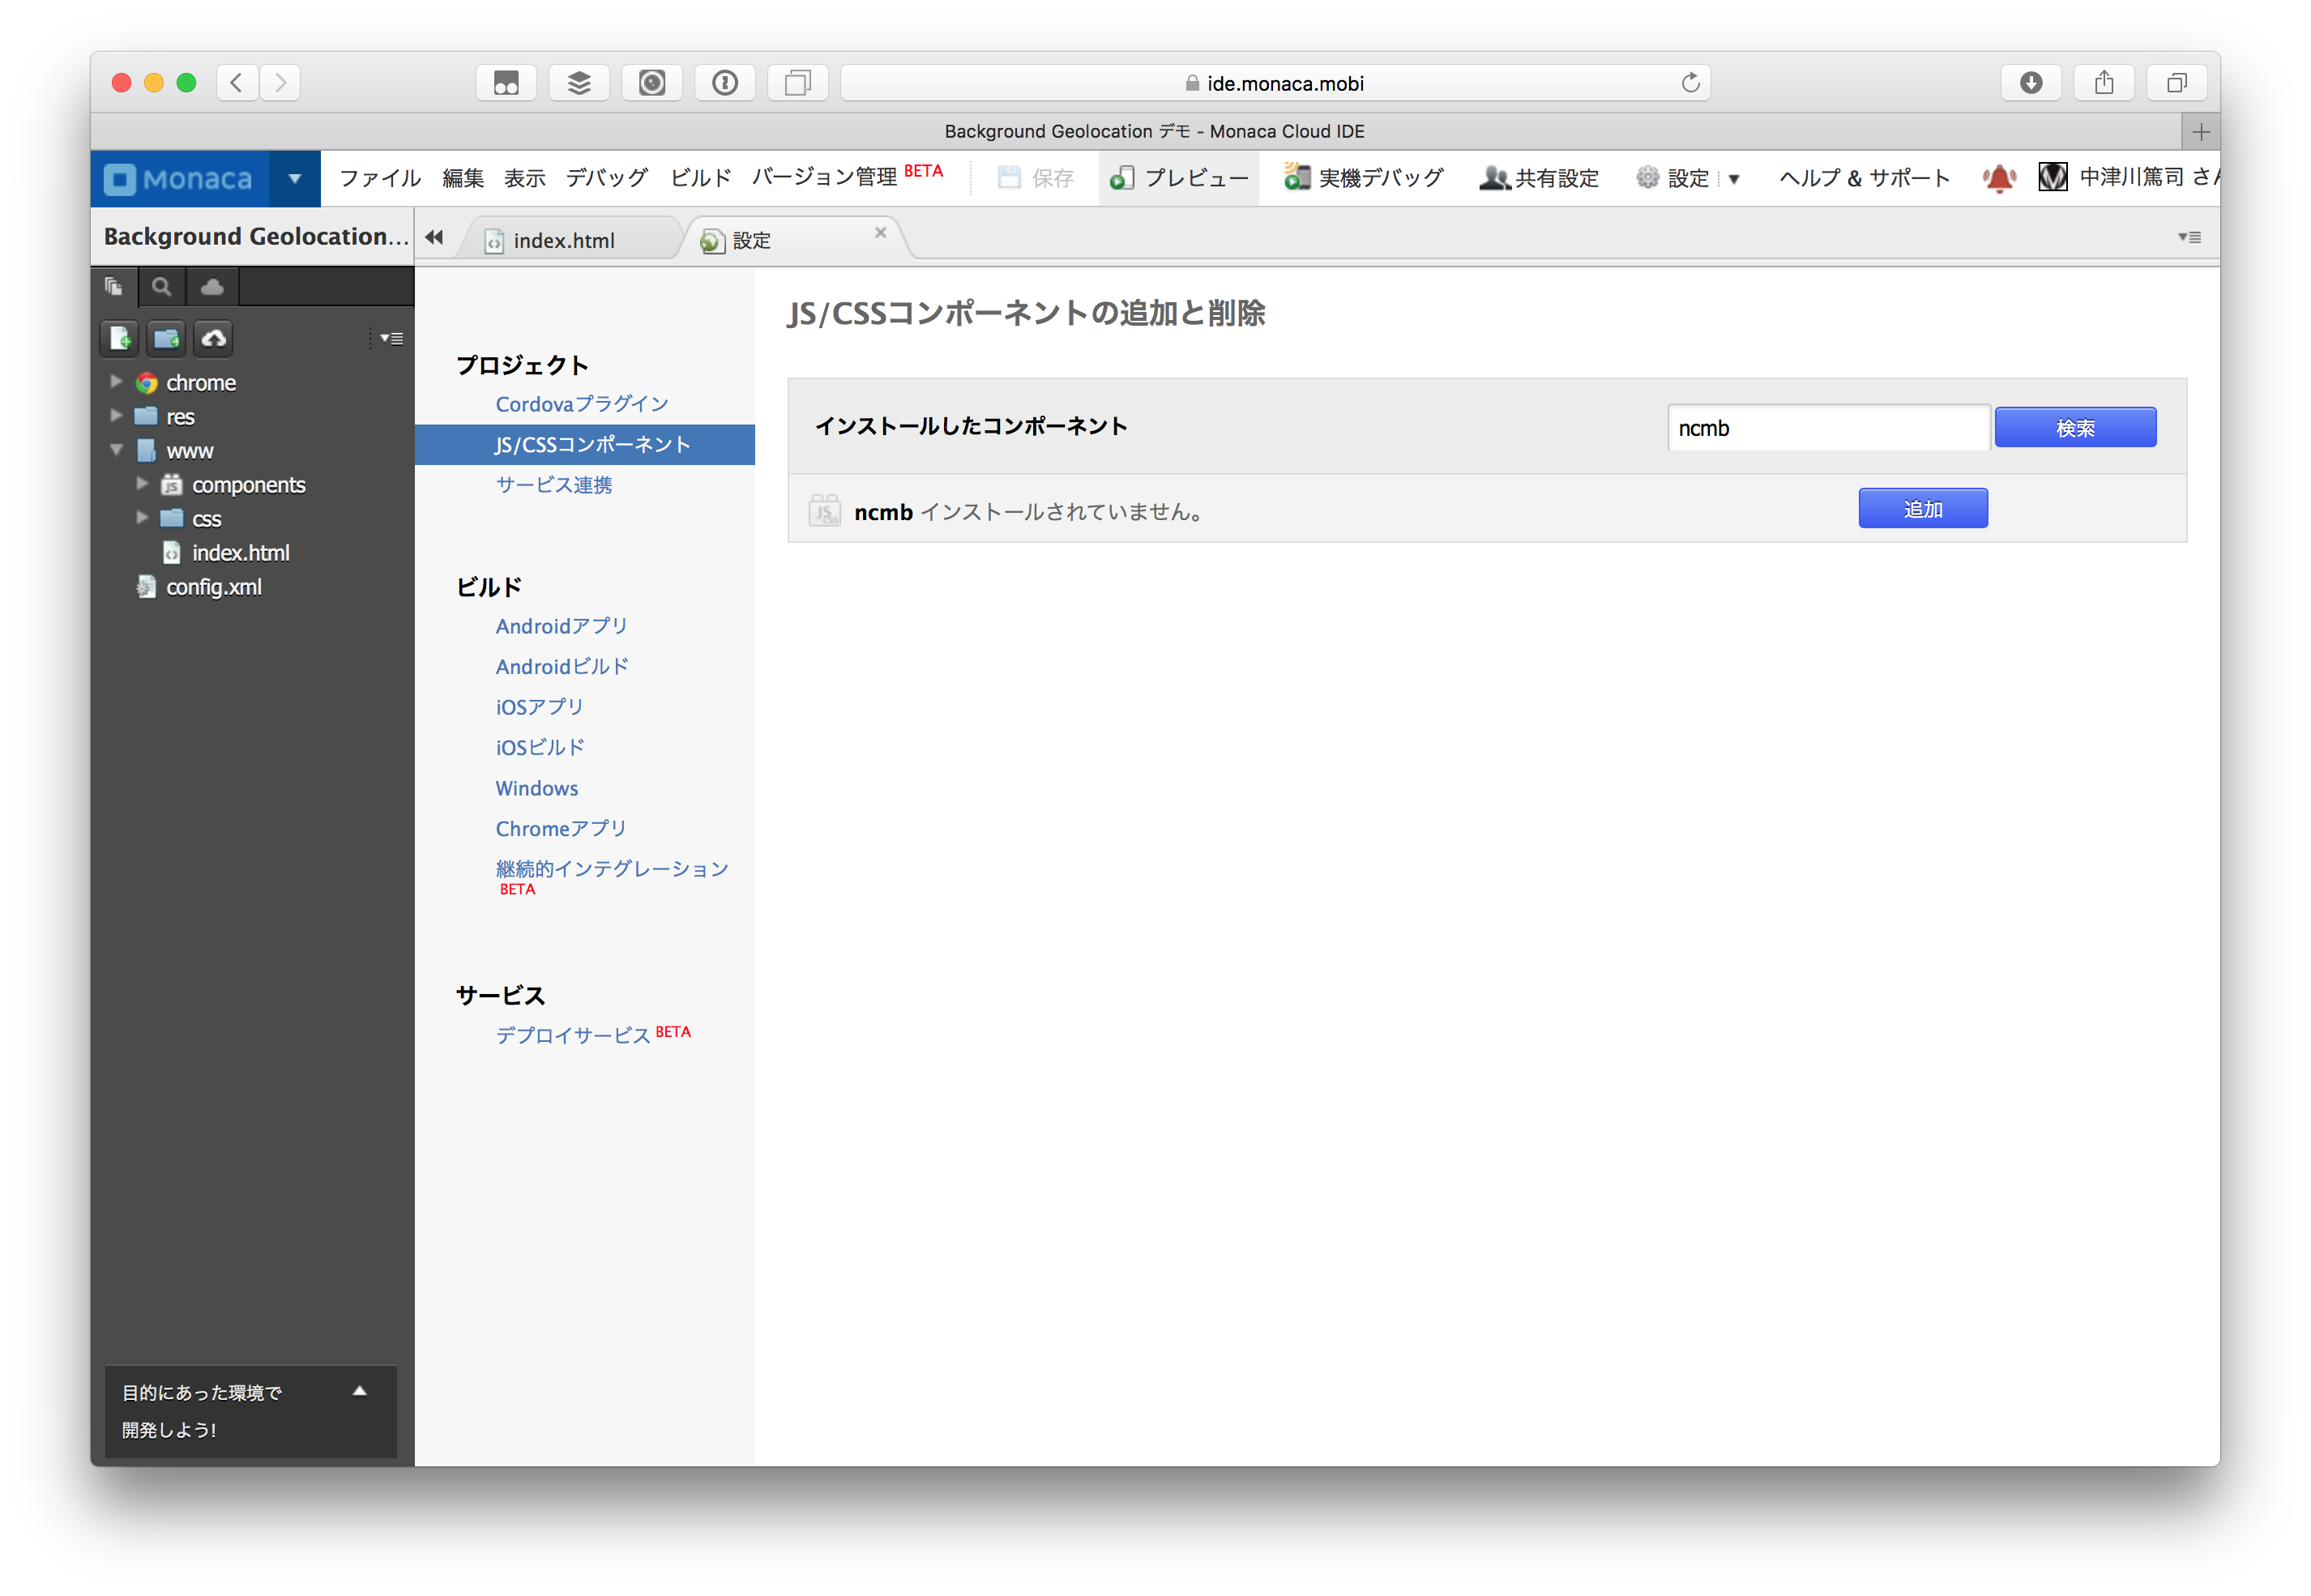 ide.monaca.mobi
Background Geolocation デモ - Monaca Cloud IDE
Monaca ファイル 編集 表示 デバッグ ビルド バージョン管理 BETA 保存 プレビュー 実機デバッグ 共有設定 設定 ヘルプ & サポート 中津川篤司 さ
Background Geolocation... index.html 設定
chrome
res
www
components
css
index.html
config.xml
目的にあった環境で
開発しよう!
プロジェクト
Cordovaプラグイン
JS/CSSコンポーネント
サービス連携
ビルド
Androidアプリ
Androidビルド
iOSアプリ
iOSビルド
Windows
Chromeアプリ
継続的インテグレーション
BETA
サービス
デプロイサービス BETA
JS/CSSコンポーネントの追加と削除
インストールしたコンポーネント ncmb 検索
ncmb インストールされていません。 追加